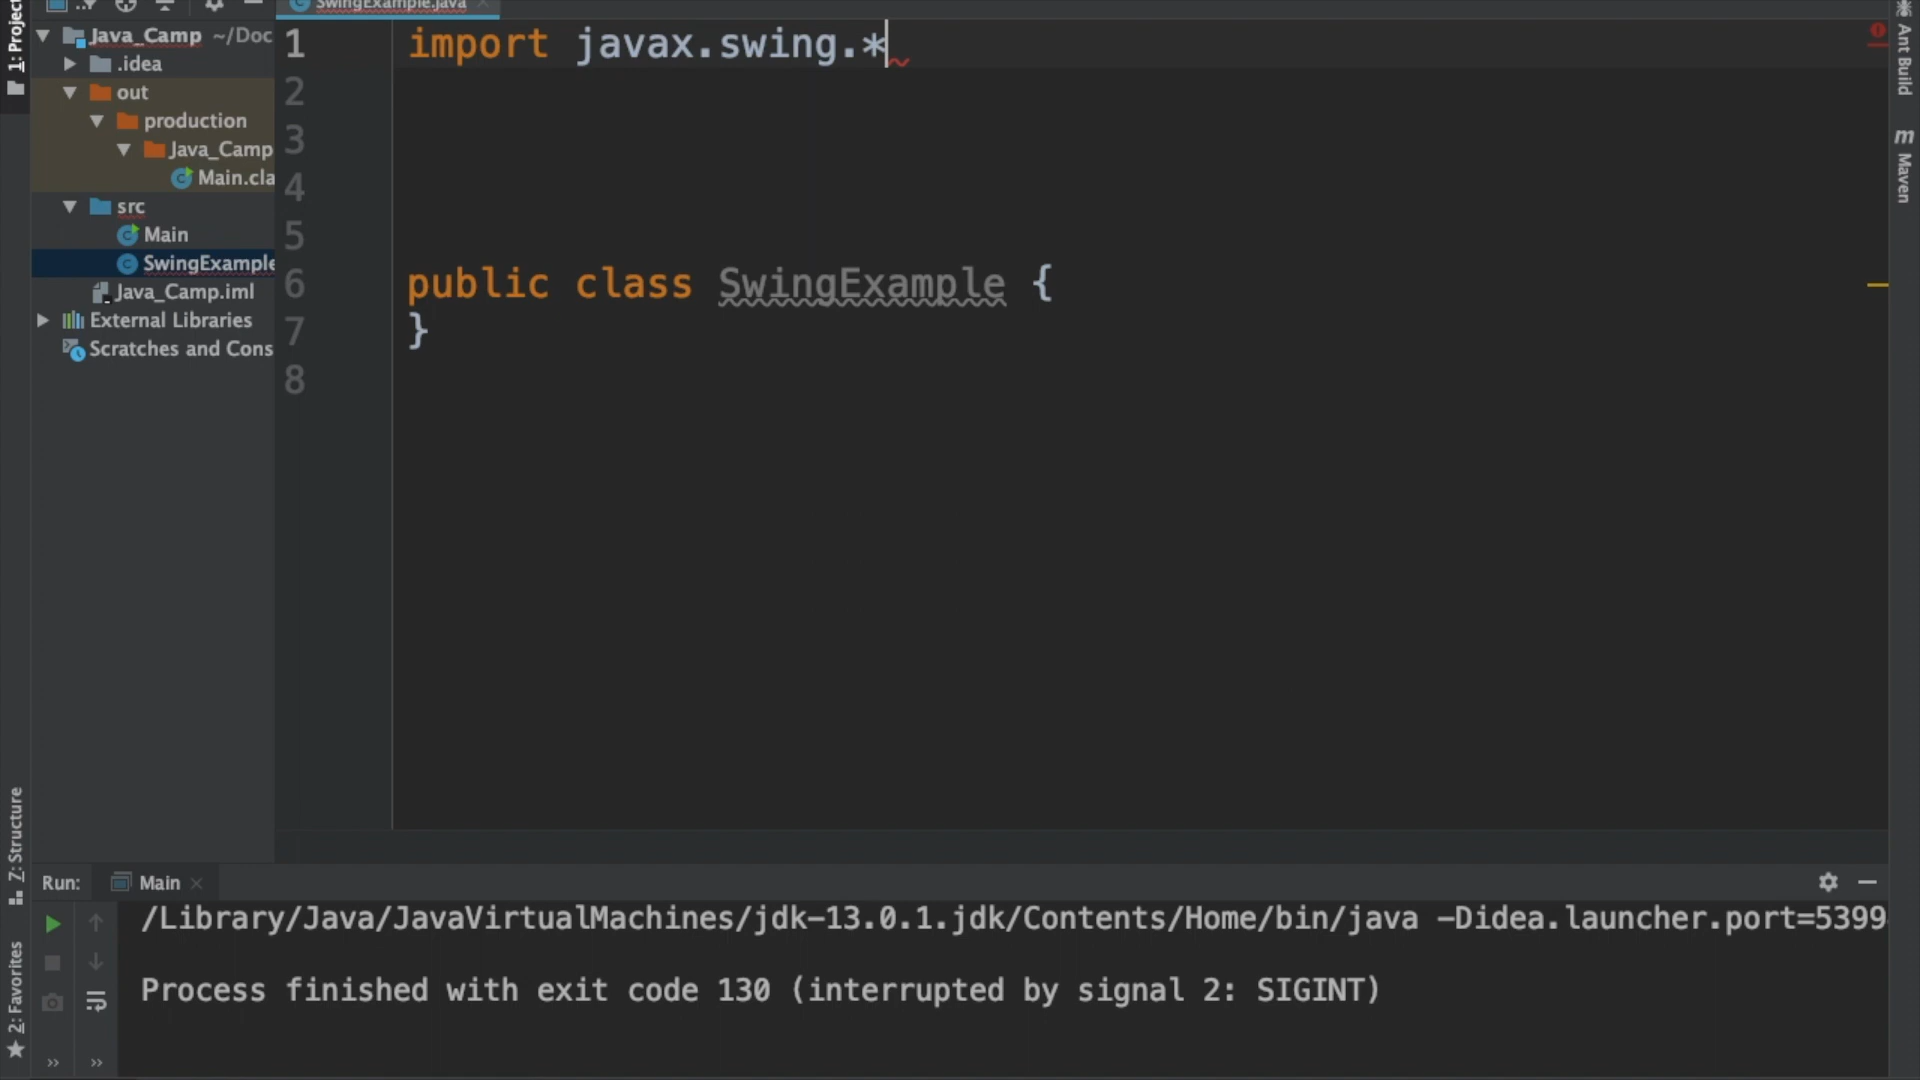 SwingExample.java
1: Project
Java_Camp ~/Doc
.idea
out
production
Java_Camp
Main.cla
src
Main
SwingExample
Java_Camp.iml
External Libraries
Scratches and Cons
1 import javax.swing.*
2
3
4
5
6 public class SwingExample {
7 }
8
Ant Build
m Maven
Z: Structure
2: Favorites
Run: Main
/Library/Java/JavaVirtualMachines/jdk-13.0.1.jdk/Contents/Home/bin/java -Didea.launcher.port=5399
Process finished with exit code 130 (interrupted by signal 2: SIGINT)